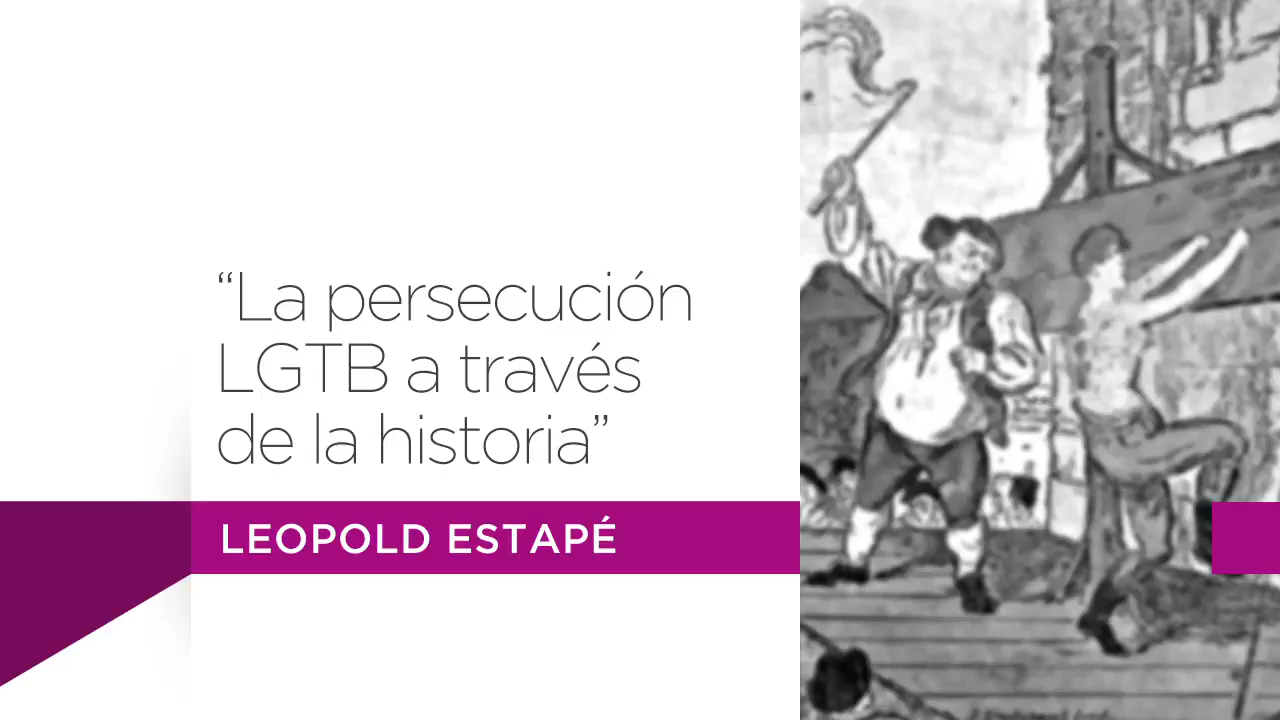 “La persecución
LGTB a través
de la historia”
LEOPOLD ESTAPÉ